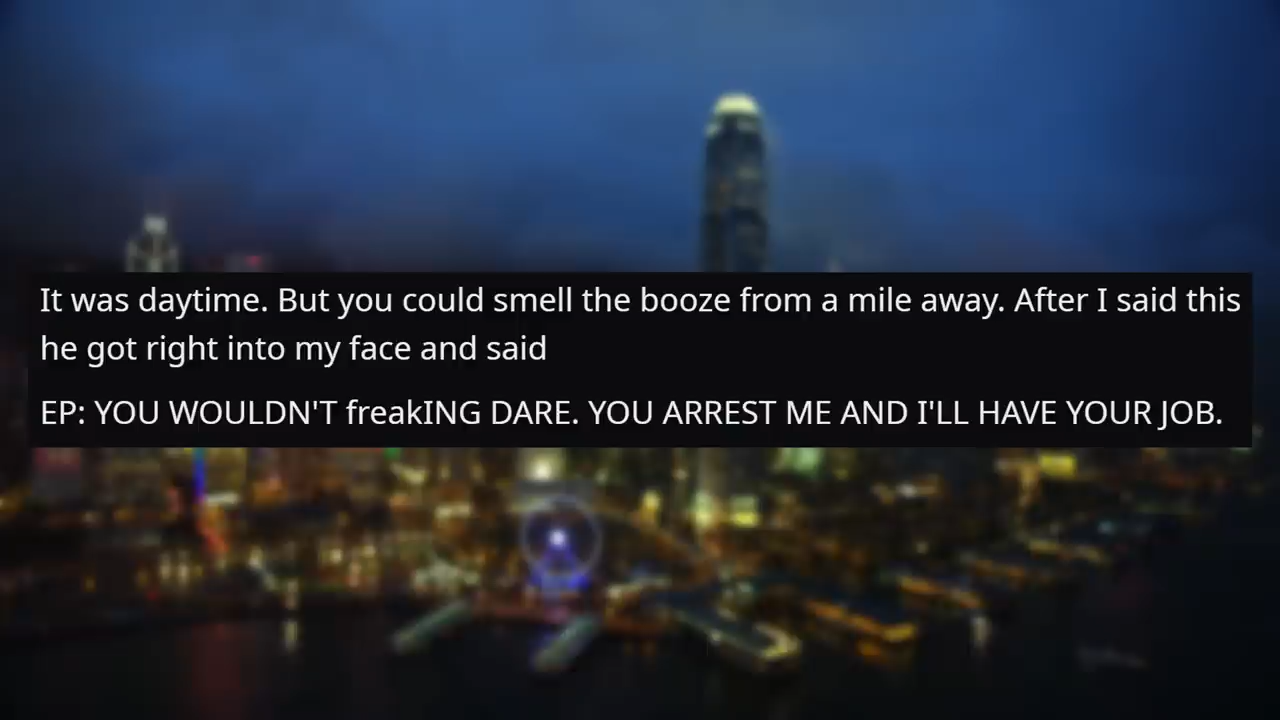 It was daytime. But you could smell the booze from a mile away. After I said this
he got right into my face and said
EP: YOU WOULDN'T freakING DARE. YOU ARREST ME AND I'LL HAVE YOUR JOB.